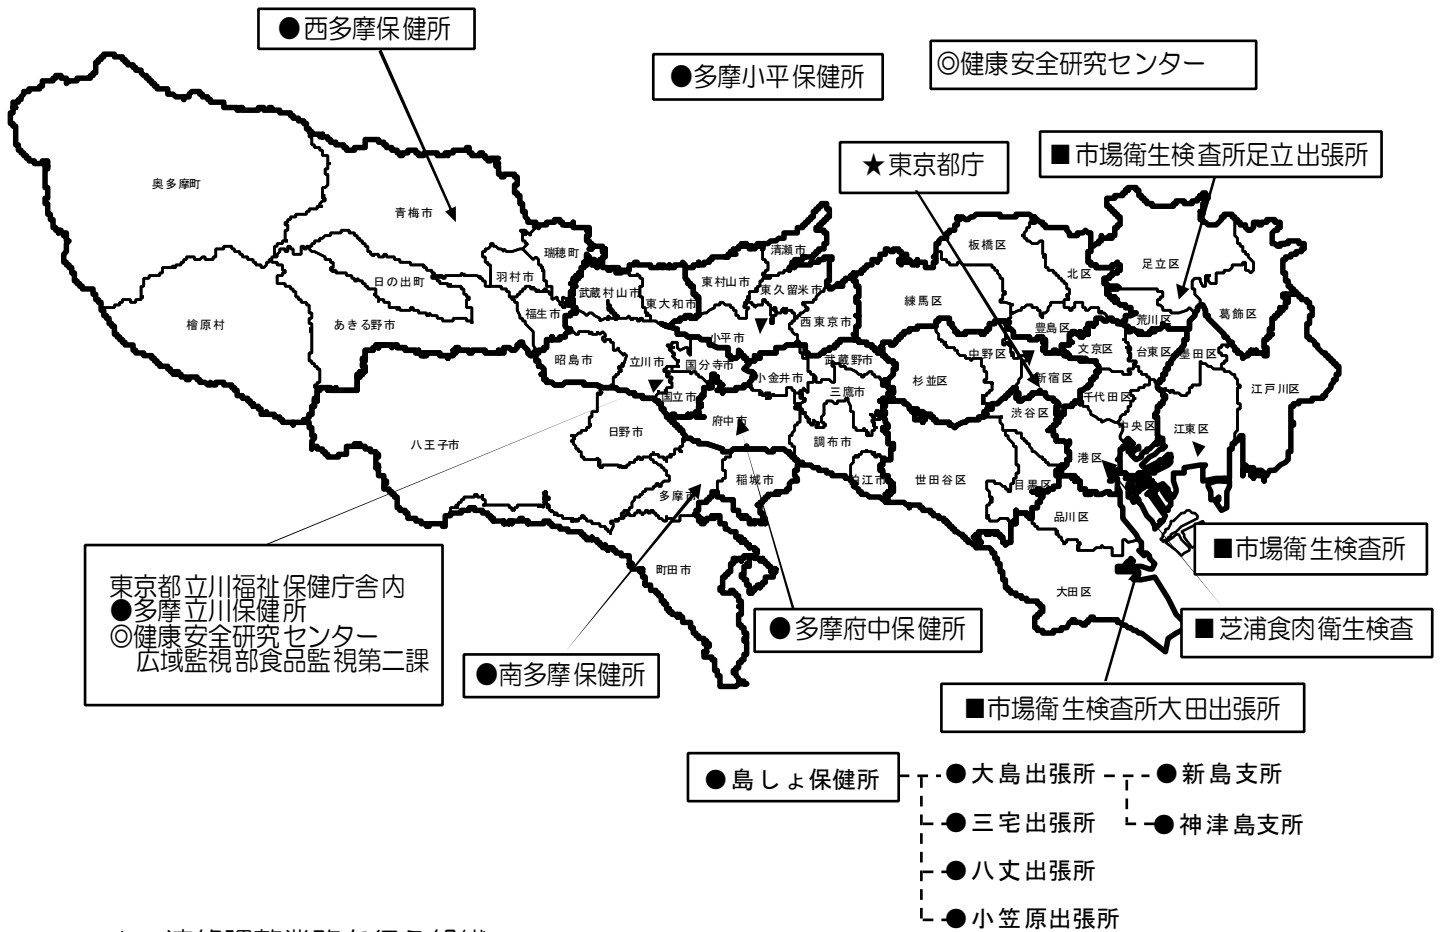 ●西多摩保健所
●多摩小平保健所
◎健康安全研究センター
★東京都庁
■市場衛生検査所足立出張所
奥多摩町
青梅市
瑞穂町
羽村市
日の出町
福生市
檜原村
あきる野市
武蔵村山市
東大和市
東村山市
清瀬市
東久留米市
西東京市
小平市
昭島市
立川市
国分寺市
国立市
小金井市
武蔵野市
三鷹市
府中市
調布市
八王子市
日野市
多摩市
稲城市
狛江市
町田市
板橋区
北区
足立区
練馬区
豊島区
荒川区
葛飾区
中野区
文京区
台東区
墨田区
杉並区
新宿区
千代田区
江戸川区
渋谷区
中央区
江東区
港区
世田谷区
目黒区
品川区
大田区
東京都立川福祉保健庁舎内
●多摩立川保健所
◎健康安全研究センター
広域監視部食品監視第二課
●南多摩保健所
●多摩府中保健所
■市場衛生検査所
■芝浦食肉衛生検査
■市場衛生検査所大田出張所
●島しょ保健所
●大島出張所
●新島支所
●三宅出張所
●神津島支所
●八丈出張所
●小笠原出張所